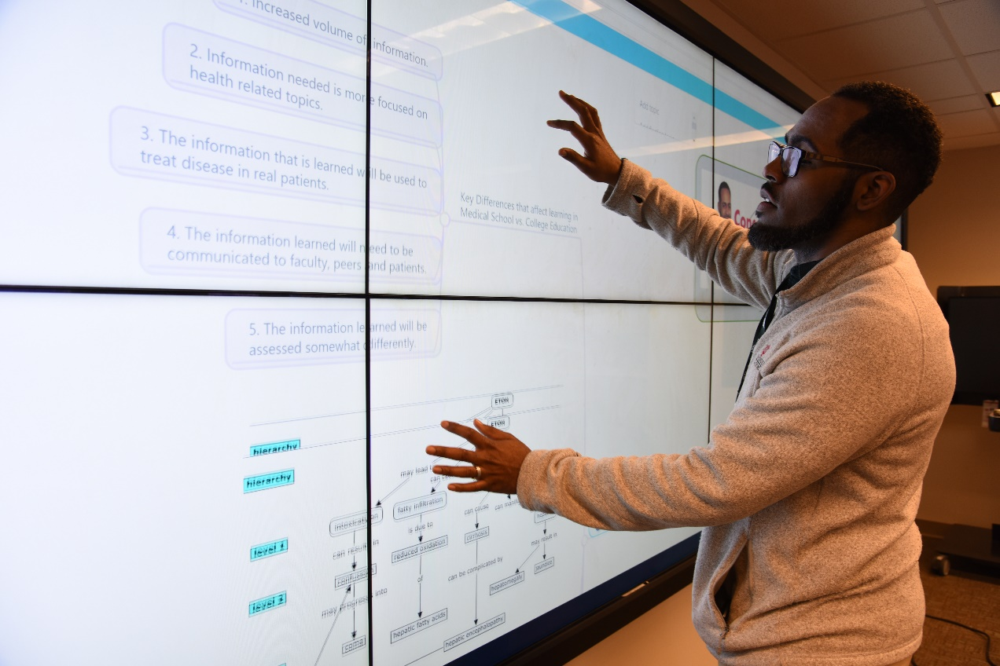 1. Increased volume of information.
2. Information needed is more focused on
health related topics.
3. The information that is learned will be used to
treat disease in real patients.
4. The information learned will need to be
communicated to faculty, peers and patients.
5. The information learned will be
assessed somewhat differently.
Key Differences that affect learning in
Medical School vs. College Education
Add topic
Con
ETOH
ETOH
hierarchy
hierarchy
level 1
level 2
may lead
intoxication
can result in
confusion
may progress into
coma
fatty infiltration
is due to
reduced oxidation
of
hepatic fatty acids
can cause
cirrhosis
can be complicated by
hepatic encephalopathy
can
may result in
hepatomegaly
jaundice